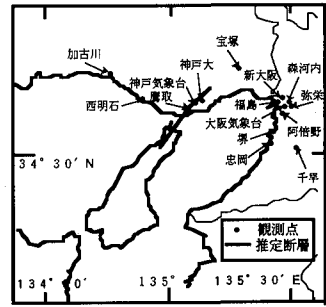 宝塚
加古川
神戸大
新大阪
森河内
神戸気象台
弥栄
鷹取
西明石
福島
大阪気象台
阿倍野
堺
忠岡
34°30'N
千早
観測点
推定断層
134°
0'
135°
135°30'E